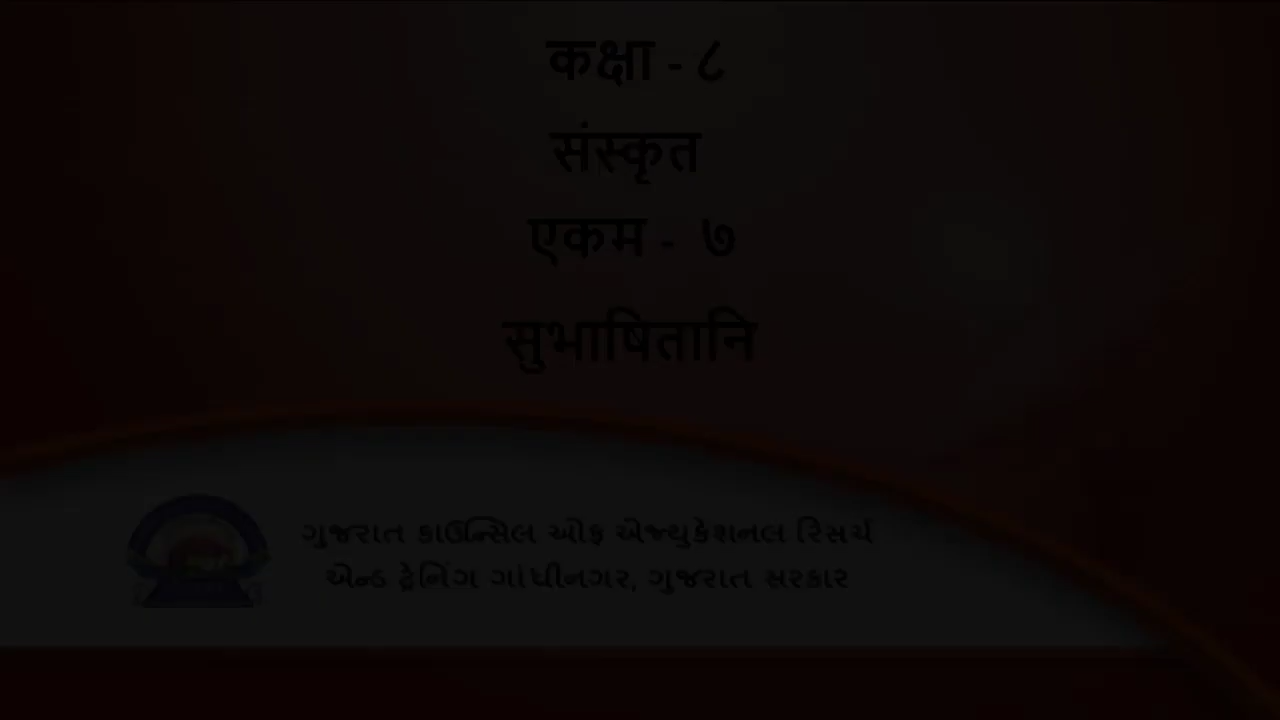 कक्षा - ८
संस्कृत
एकम - ७
सुभाषितानि
ગુજરાત કાઉન્સિલ ઓફ એજ્યુકેશનલ રિસર્ચ
એન્ડ ટ્રેનિંગ ગાંધીનગર, ગુજરાત સરકાર